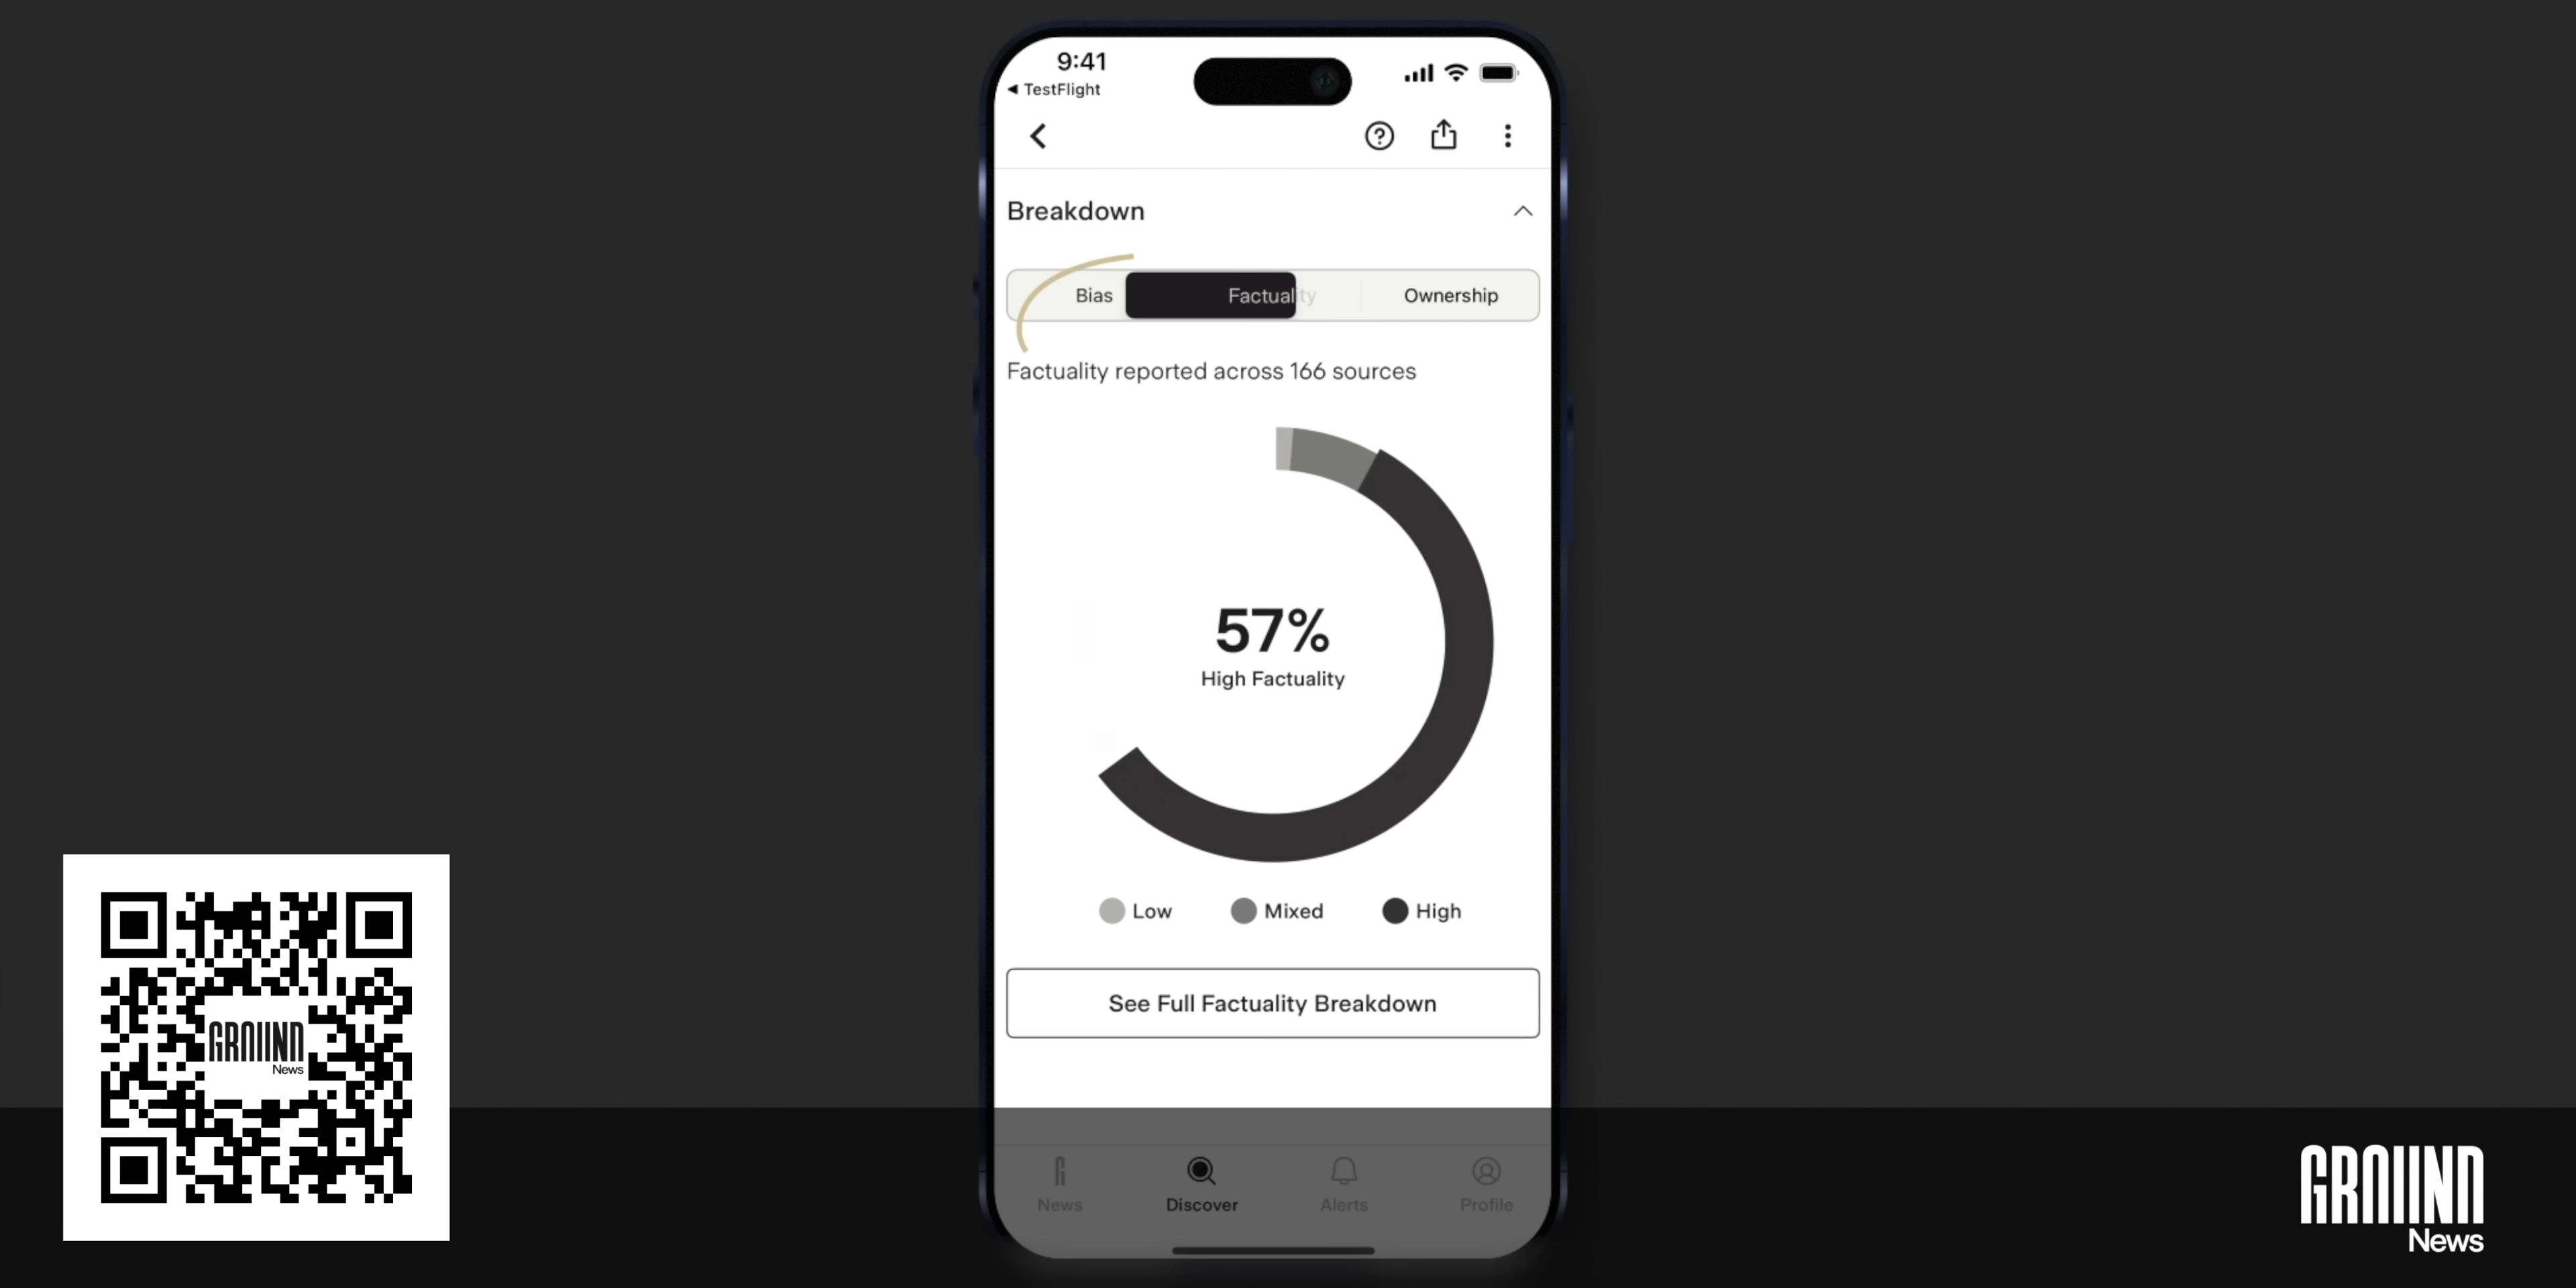 9:41
TestFlight
Breakdown
Bias
Factuality
Ownership
Factuality reported across 166 sources
57%
High Factuality
Low
Mixed
High
See Full Factuality Breakdown
News
Discover
Alerts
Profile
GROUND
News
GROUND
News